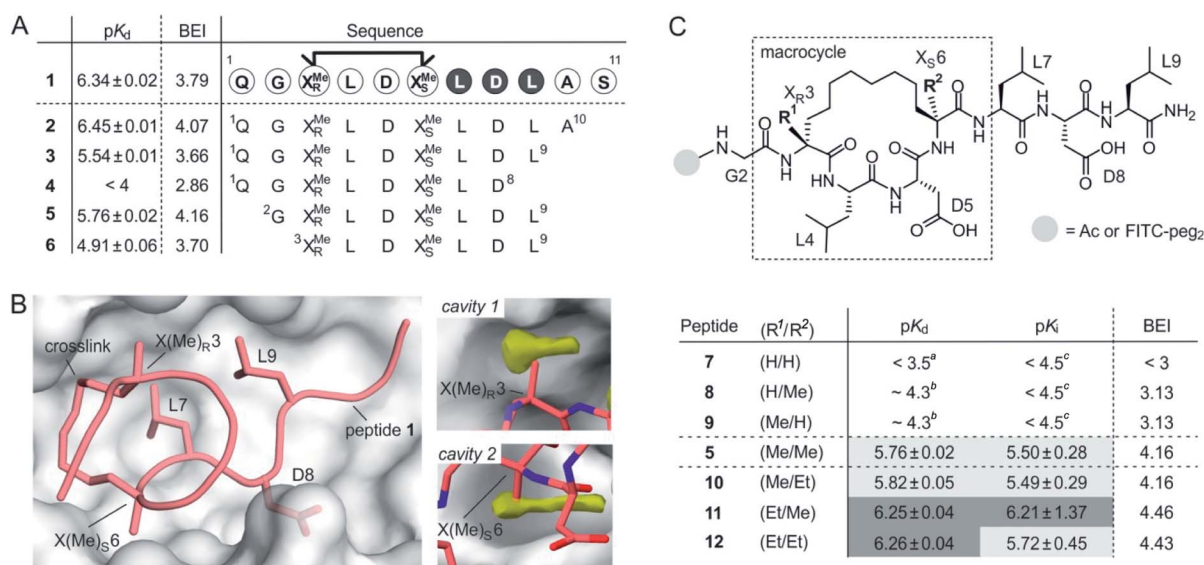 A
pKd BEI Sequence
1 11
1 6.34±0.02 3.79 Q G X^Me_R L D X^Me_S L D L A S
2 6.45±0.01 4.07 ¹Q G X^Me_R L D X^Me_S L D L A¹⁰
3 5.54±0.01 3.66 ¹Q G X^Me_R L D X^Me_S L D L⁹
4 < 4 2.86 ¹Q G X^Me_R L D X^Me_S L D⁸
5 5.76±0.02 4.16 ²G X^Me_R L D X^Me_S L D L⁹
6 4.91±0.06 3.70 ³X^Me_R L D X^Me_S L D L⁹
B
crosslink
X(Me)R3
L9
L7
peptide 1
D8
X(Me)S6
cavity 1
X(Me)R3
cavity 2
X(Me)S6
C
macrocycle
XS6
L7
L9
XR3
R¹
R²
H
N
G2
O
H
N
O
NH
O
HN
O
NH
O
H
N
O
N
H
O
H
N
O
NH2
O
OH
D8
O
OH
D5
L4
= Ac or FITC-peg2
Peptide (R¹/R²) pKd pKi BEI
7 (H/H) < 3.5ᵃ < 4.5ᶜ < 3
8 (H/Me) ~ 4.3ᵇ < 4.5ᶜ 3.13
9 (Me/H) ~ 4.3ᵇ < 4.5ᶜ 3.13
5 (Me/Me) 5.76±0.02 5.50±0.28 4.16
10 (Me/Et) 5.82±0.05 5.49±0.29 4.16
11 (Et/Me) 6.25±0.04 6.21±1.37 4.46
12 (Et/Et) 6.26±0.04 5.72±0.45 4.43